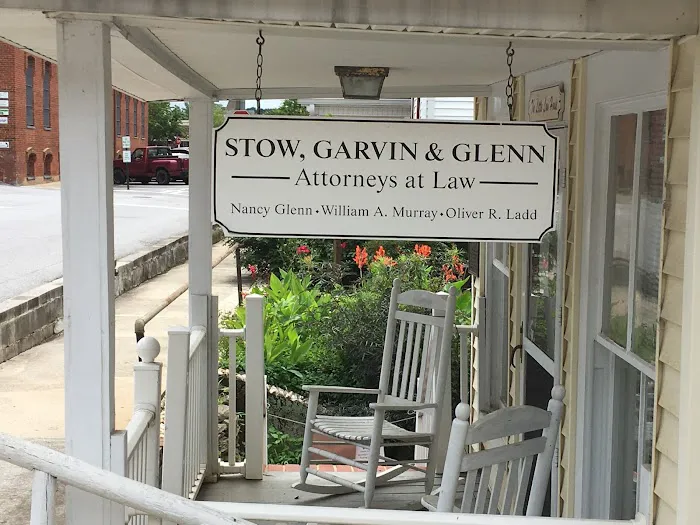 STOW, GARVIN & GLENN
Attorneys at Law
Nancy Glenn • William A. Murray • Oliver R. Ladd